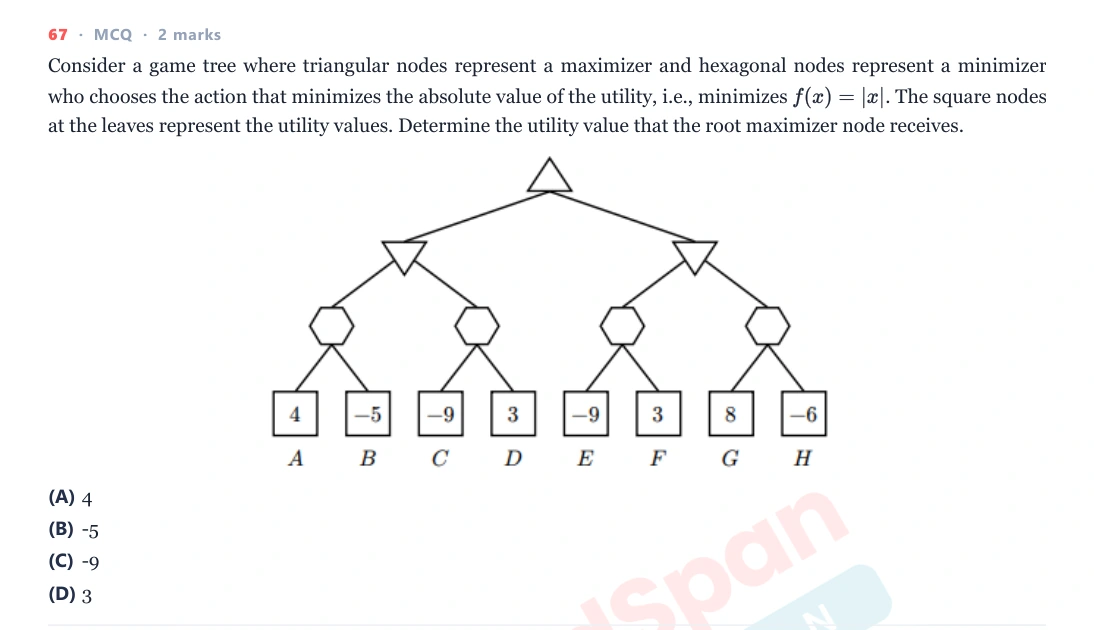 67 · MCQ · 2 marks
Consider a game tree where triangular nodes represent a maximizer and hexagonal nodes represent a minimizer
who chooses the action that minimizes the absolute value of the utility, i.e., minimizes f(x) = |x|. The square nodes
at the leaves represent the utility values. Determine the utility value that the root maximizer node receives.
4 −5 −9 3 −9 3 8 −6
A B C D E F G H
(A) 4
(B) -5
(C) -9
(D) 3